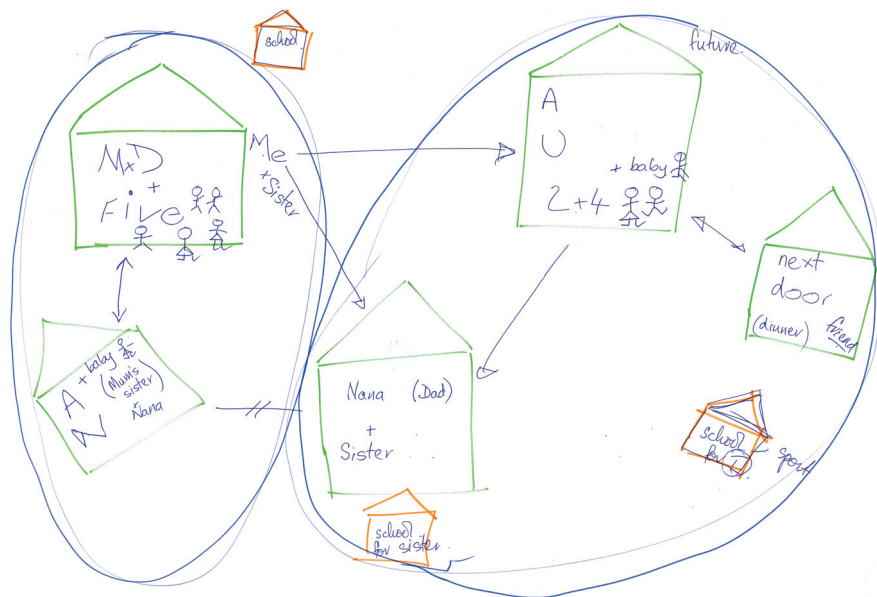 school
future
M x D
+
Five
Me
+ Sister
A
U
+ baby
2+4
next
door
(dinner) friend
A + baby
(Mum's
sister)
N Nana
Nana (Dad)
+
Sister
school
for
sport
school
for sister